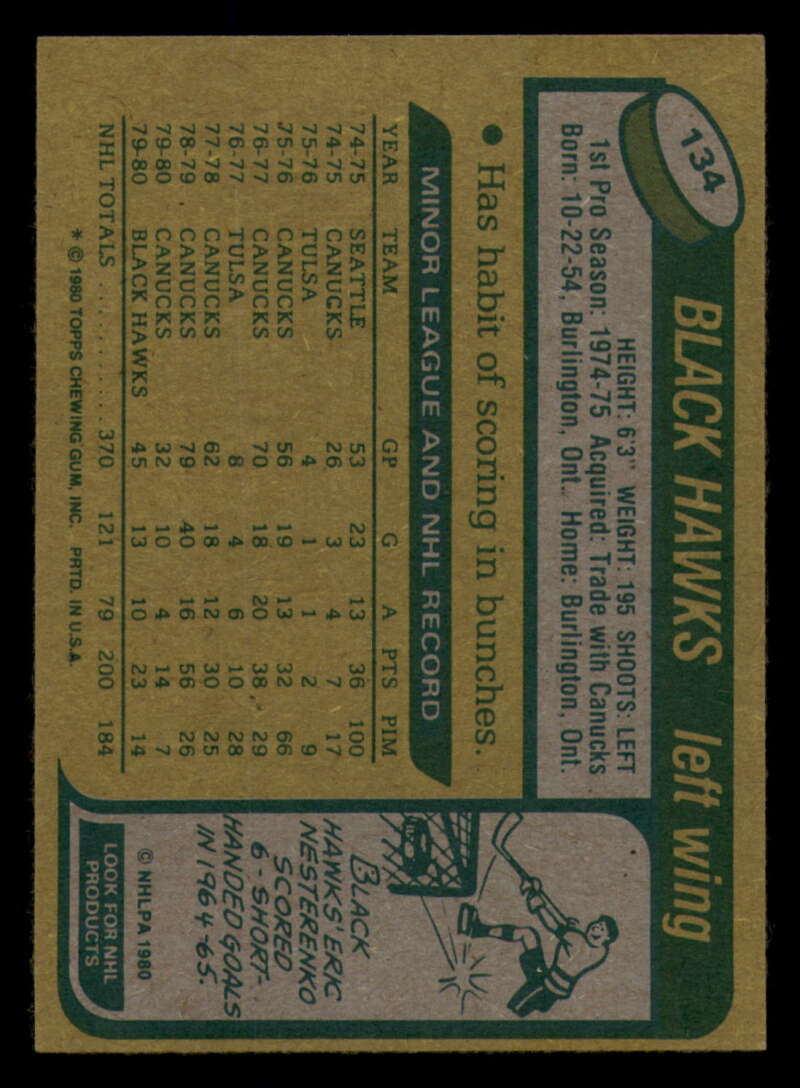 134
BLACK HAWKS left wing
HEIGHT: 6'3" WEIGHT: 195 SHOOTS: LEFT
1st Pro Season: 1974-75 Acquired: Trade with Canucks
Born: 10-22-54, Burlington, Ont. Home: Burlington, Ont.
• Has habit of scoring in bunches.
MINOR LEAGUE AND NHL RECORD
YEAR TEAM GP G A PTS PIM
74-75 SEATTLE 53 23 13 36 100
74-75 CANUCKS 26 3 4 7 17
75-76 TULSA 4 1 1 2 9
75-76 CANUCKS 56 19 13 32 66
76-77 CANUCKS 70 18 20 38 29
76-77 TULSA 8 4 6 10 28
77-78 CANUCKS 62 18 12 30 25
78-79 CANUCKS 79 40 16 56 26
79-80 CANUCKS 32 10 4 14 7
79-80 BLACK HAWKS 45 13 10 23 14
NHL TOTALS ............ 370 121 79 200 184
* © 1980 TOPPS CHEWING GUM, INC. PRTD. IN U.S.A.
BLACK
HAWKS' ERIC
NESTERENKO
SCORED
6-SHORT-
HANDED GOALS
IN 1964-65.
© NHLPA 1980
LOOK FOR NHL
PRODUCTS